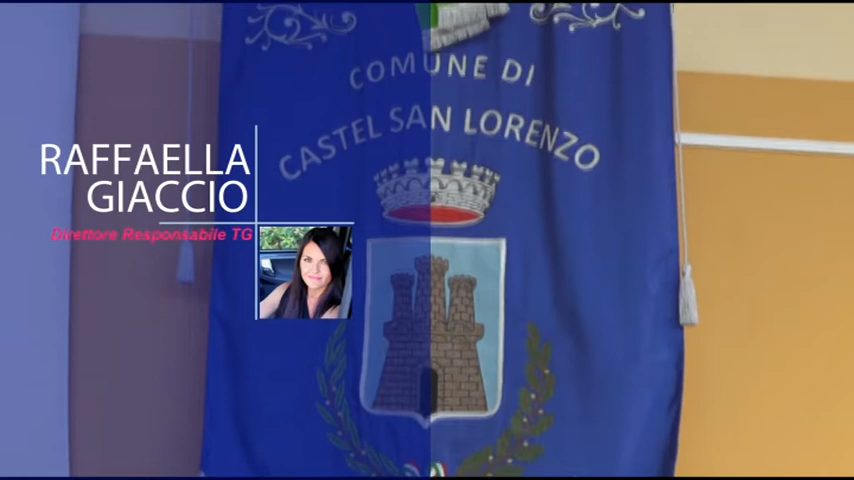 COMUNE DI
CASTEL SAN LORENZO
RAFFAELLA
GIACCIO
Direttore Responsabile TG